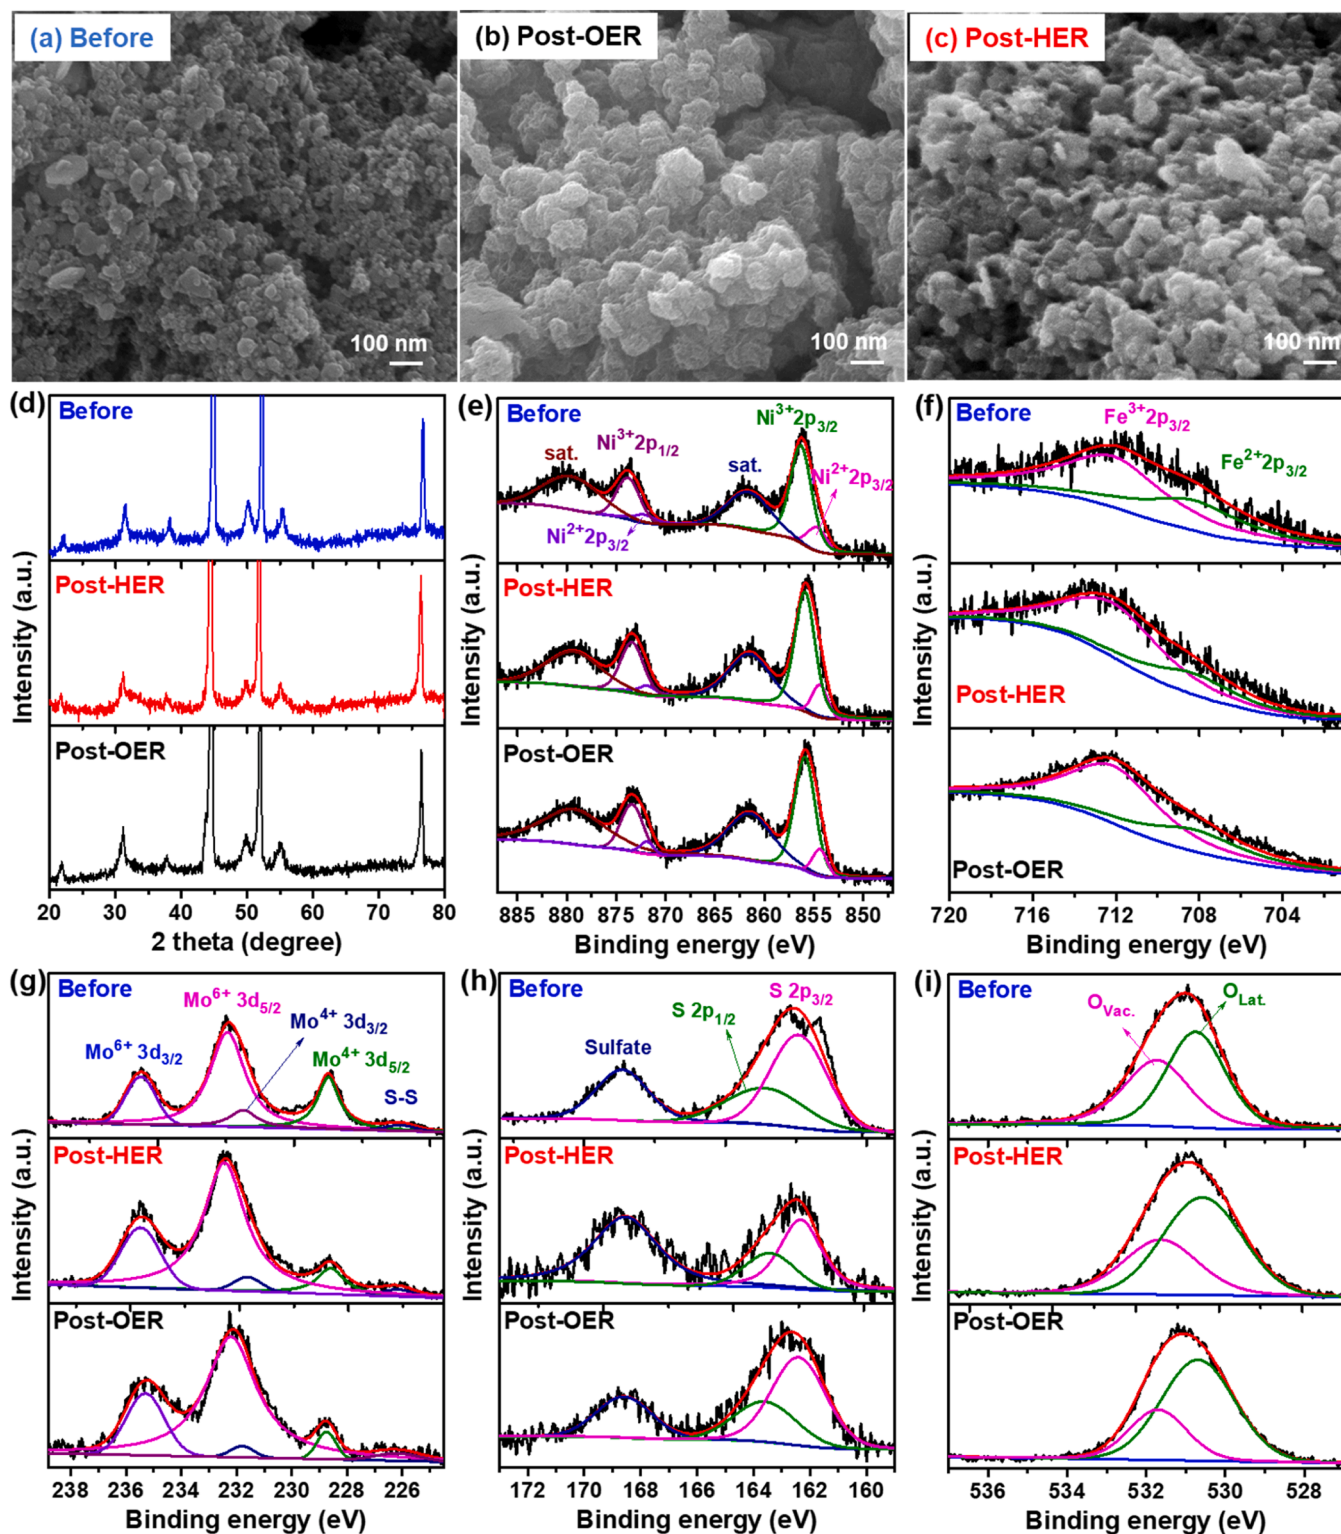 (a) Before
(b) Post-OER
(c) Post-HER
100 nm
100 nm
100 nm
(d)
Before
Post-HER
Post-OER
Intensity (a.u.)
20 30 40 50 60 70 80
2 theta (degree)
(e)
Before
sat.
Ni³⁺2p₁/₂
Ni²⁺2p₃/₂
sat.
Ni³⁺2p₃/₂
Ni²⁺2p₃/₂
Post-HER
Post-OER
Intensity (a.u.)
885 880 875 870 865 860 855 850
Binding energy (eV)
(f)
Before
Fe³⁺2p₃/₂
Fe²⁺2p₃/₂
Post-HER
Post-OER
Intensity (a.u.)
720 716 712 708 704
Binding energy (eV)
(g)
Before
Mo⁶⁺ 3d₃/₂
Mo⁶⁺ 3d₅/₂
Mo⁴⁺ 3d₃/₂
Mo⁴⁺ 3d₅/₂
S-S
Post-HER
Post-OER
Intensity (a.u.)
238 236 234 232 230 228 226
Binding energy (eV)
(h)
Before
Sulfate
S 2p₁/₂
S 2p₃/₂
Post-HER
Post-OER
Intensity (a.u.)
172 170 168 166 164 162 160
Binding energy (eV)
(i)
Before
O_Vac.
O_Lat.
Post-HER
Post-OER
Intensity (a.u.)
536 534 532 530 528
Binding energy (eV)